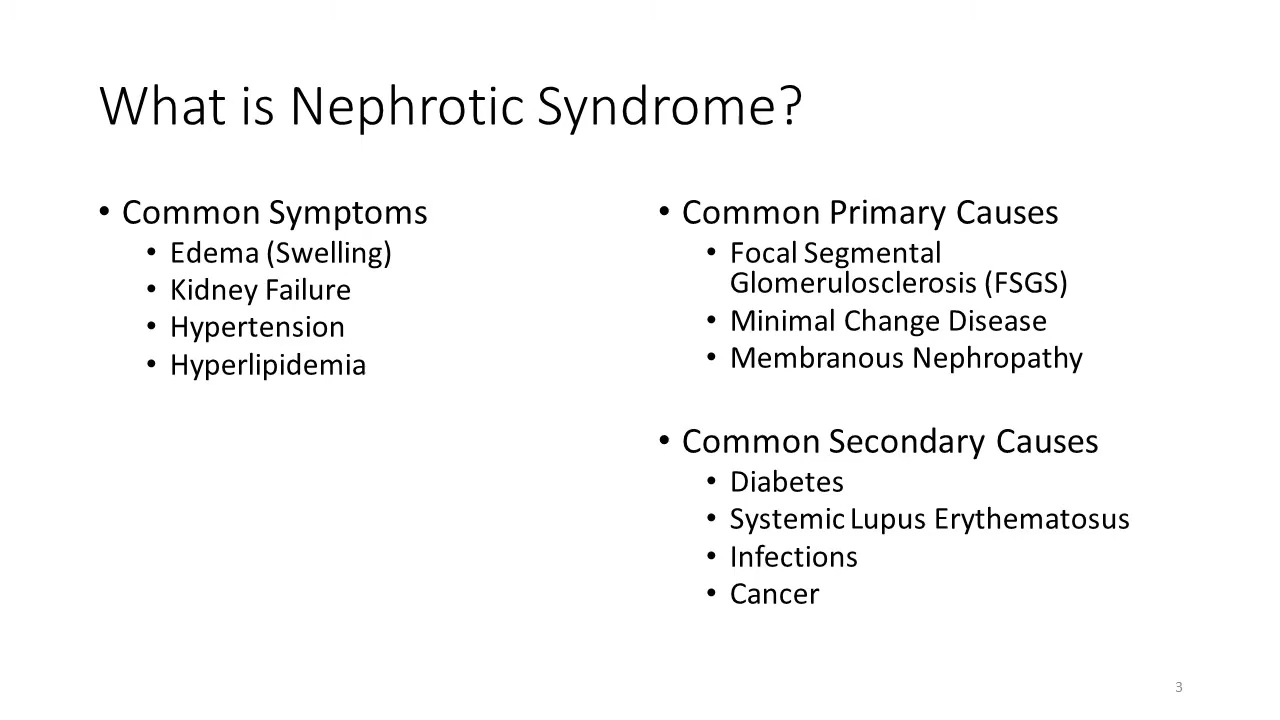 What is Nephrotic Syndrome?
• Common Symptoms
• Edema (Swelling)
• Kidney Failure
• Hypertension
• Hyperlipidemia
• Common Primary Causes
• Focal Segmental
Glomerulosclerosis (FSGS)
• Minimal Change Disease
• Membranous Nephropathy
• Common Secondary Causes
• Diabetes
• Systemic Lupus Erythematosus
• Infections
• Cancer
3